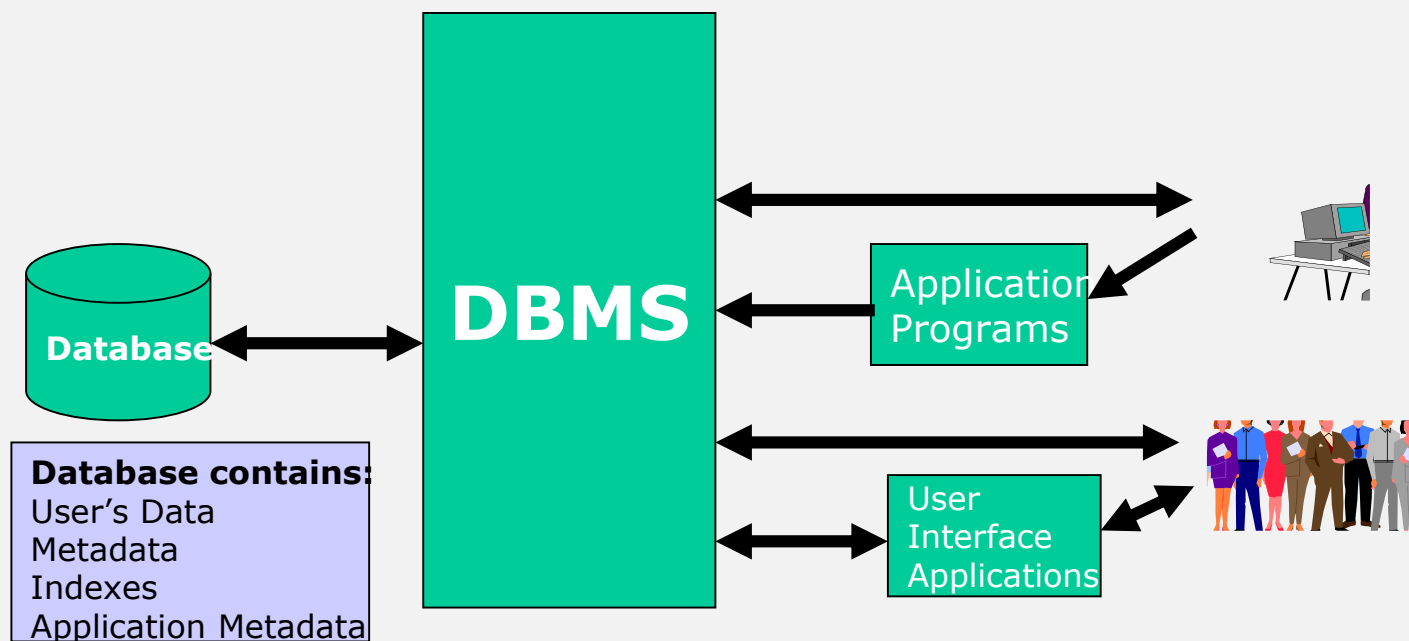 DBMS
Database
Application
Programs
User
Interface
Applications
Database contains:
User’s Data
Metadata
Indexes
Application Metadata